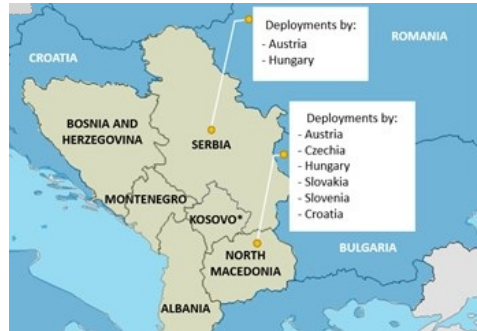 Deployments by:
- Austria
- Hungary
ROMANIA
CROATIA
Deployments by:
- Austria
- Czechia
- Hungary
- Slovakia
- Slovenia
- Croatia
BOSNIA AND
HERZEGOVINA
SERBIA
MONTENEGRO
KOSOVO*
BULGARIA
NORTH
MACEDONIA
ALBANIA